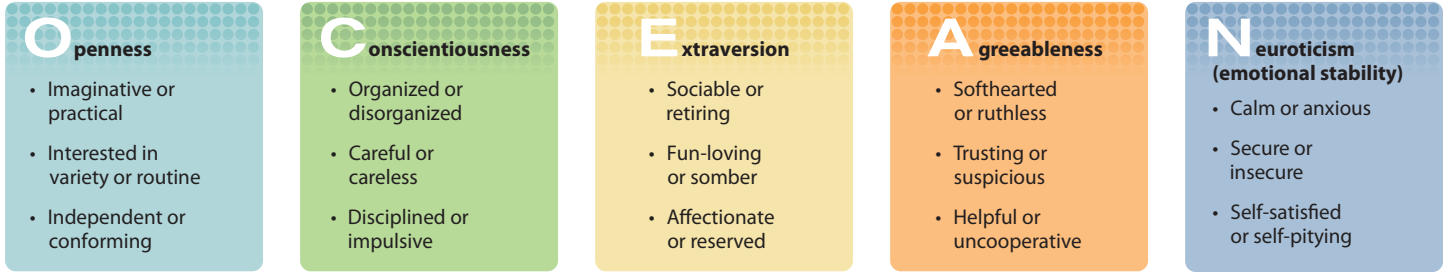 Openness
• Imaginative or
practical
• Interested in
variety or routine
• Independent or
conforming
Conscientiousness
• Organized or
disorganized
• Careful or
careless
• Disciplined or
impulsive
Extraversion
• Sociable or
retiring
• Fun-loving
or somber
• Affectionate
or reserved
Agreeableness
• Softhearted
or ruthless
• Trusting or
suspicious
• Helpful or
uncooperative
Neuroticism
(emotional stability)
• Calm or anxious
• Secure or
insecure
• Self-satisfied
or self-pitying